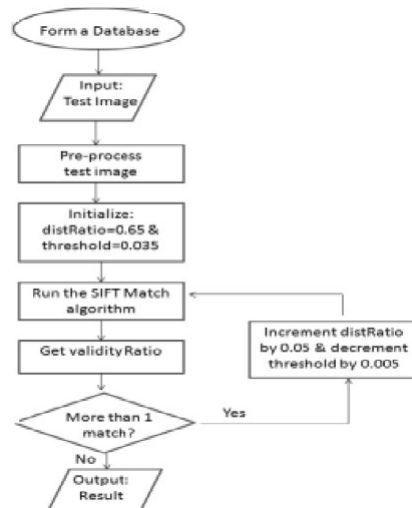 Form a Database
Input:
Test Image
Pre-process
test image
Initialize:
distRatio=0.65 &
threshold=0.035
Run the SIFT Match
algorithm
Get validityRatio
Increment distRatio
by 0.05 & decrement
threshold by 0.005
More than 1
match?
Yes
No
Output:
Result